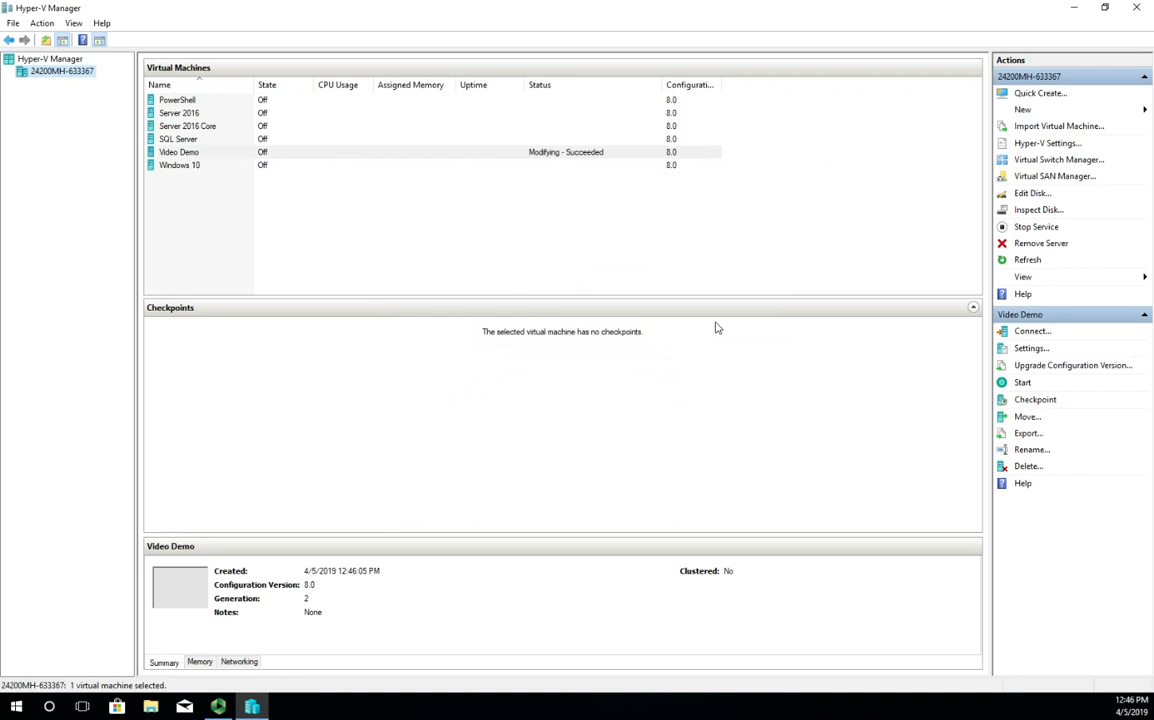 Hyper-V Manager
File Action View Help
Hyper-V Manager
24200MH-633367
Virtual Machines
Name State CPU Usage Assigned Memory Uptime Status Configurati...
PowerShell Off 8.0
Server 2016 Off 8.0
Server 2016 Core Off 8.0
SQL Server Off 8.0
Video Demo Off Modifying - Succeeded 8.0
Windows 10 Off 8.0
Checkpoints
The selected virtual machine has no checkpoints.
Video Demo
Created: 4/5/2019 12:46:05 PM Clustered: No
Configuration Version: 8.0
Generation: 2
Notes: None
Summary Memory Networking
Actions
24200MH-633367
Quick Create...
New
Import Virtual Machine...
Hyper-V Settings...
Virtual Switch Manager...
Virtual SAN Manager...
Edit Disk...
Inspect Disk...
Stop Service
Remove Server
Refresh
View
Help
Video Demo
Connect...
Settings...
Upgrade Configuration Version...
Start
Checkpoint
Move...
Export...
Rename...
Delete...
Help
24200MH-633367: 1 virtual machine selected.
12:46 PM
4/5/2019